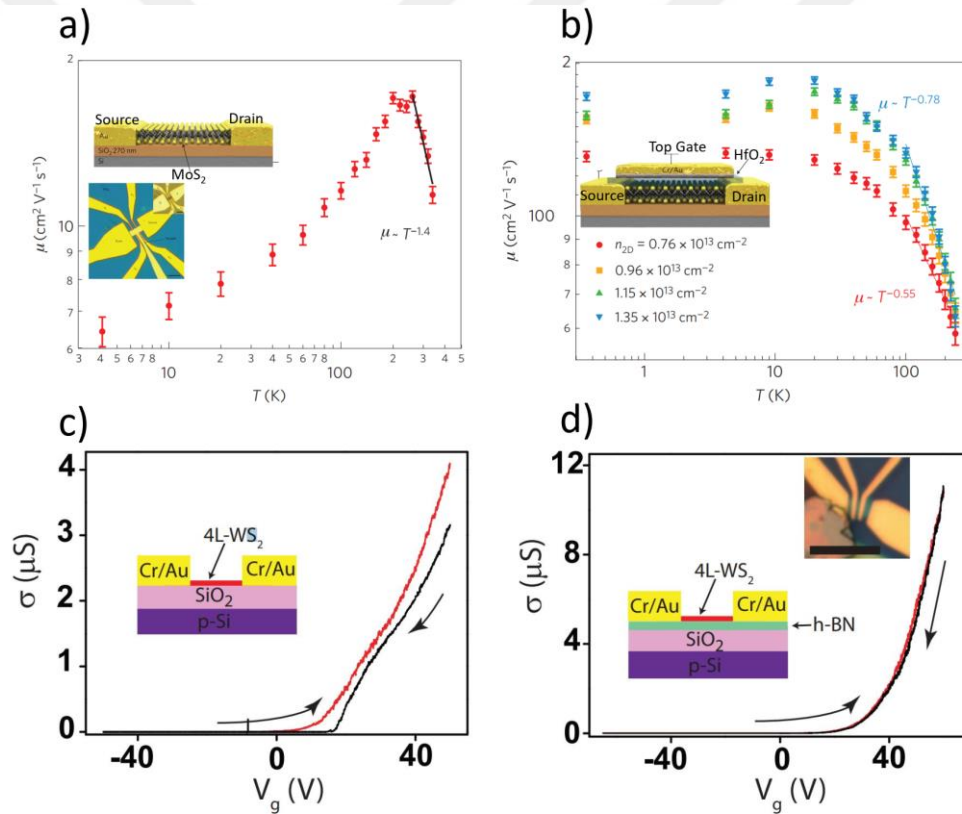 a)
2
10
9
8
7
6
μ (cm² V⁻¹ s⁻¹)
Source
Drain
Au
SiO₂ 270 nm
Si
MoS₂
μ ~ T⁻¹·⁴
3 4 5 6 7 8 10 2 3 4 5 6 7 8 100 2 3 4 5
T (K)
b)
2
100
9
8
7
6
μ (cm² V⁻¹ s⁻¹)
μ ~ T⁻⁰·⁷⁸
Top Gate
HfO₂
Cr/Au
Source
Drain
n₂D = 0.76 × 10¹³ cm⁻²
0.96 × 10¹³ cm⁻²
1.15 × 10¹³ cm⁻²
1.35 × 10¹³ cm⁻²
μ ~ T⁻⁰·⁵⁵
1 10 100
T (K)
c)
4
3
2
1
0
σ (μS)
4L-WS₂
Cr/Au Cr/Au
SiO₂
p-Si
-40 0 40
Vg (V)
d)
12
8
4
0
σ (μS)
4L-WS₂
Cr/Au Cr/Au
h-BN
SiO₂
p-Si
-40 0 40
Vg (V)